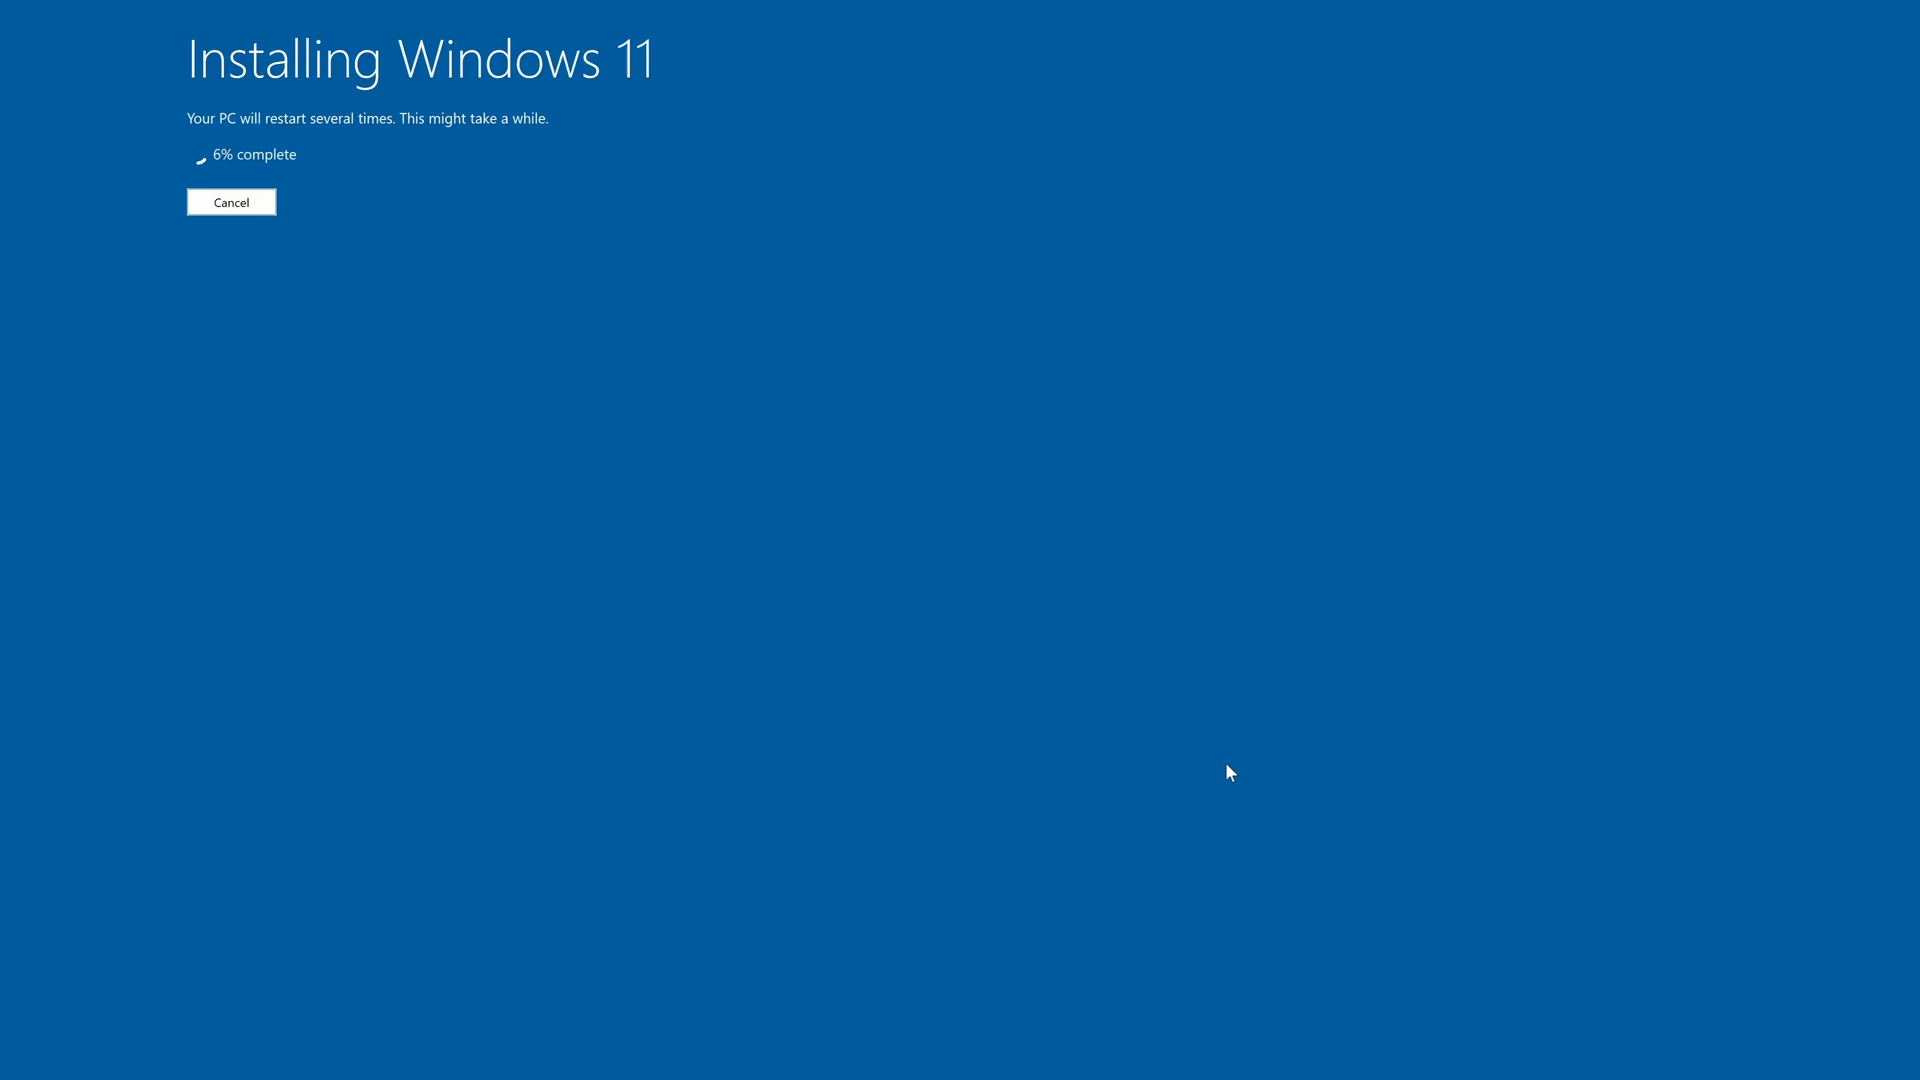 Installing Windows 11
Your PC will restart several times. This might take a while.
6% complete
Cancel